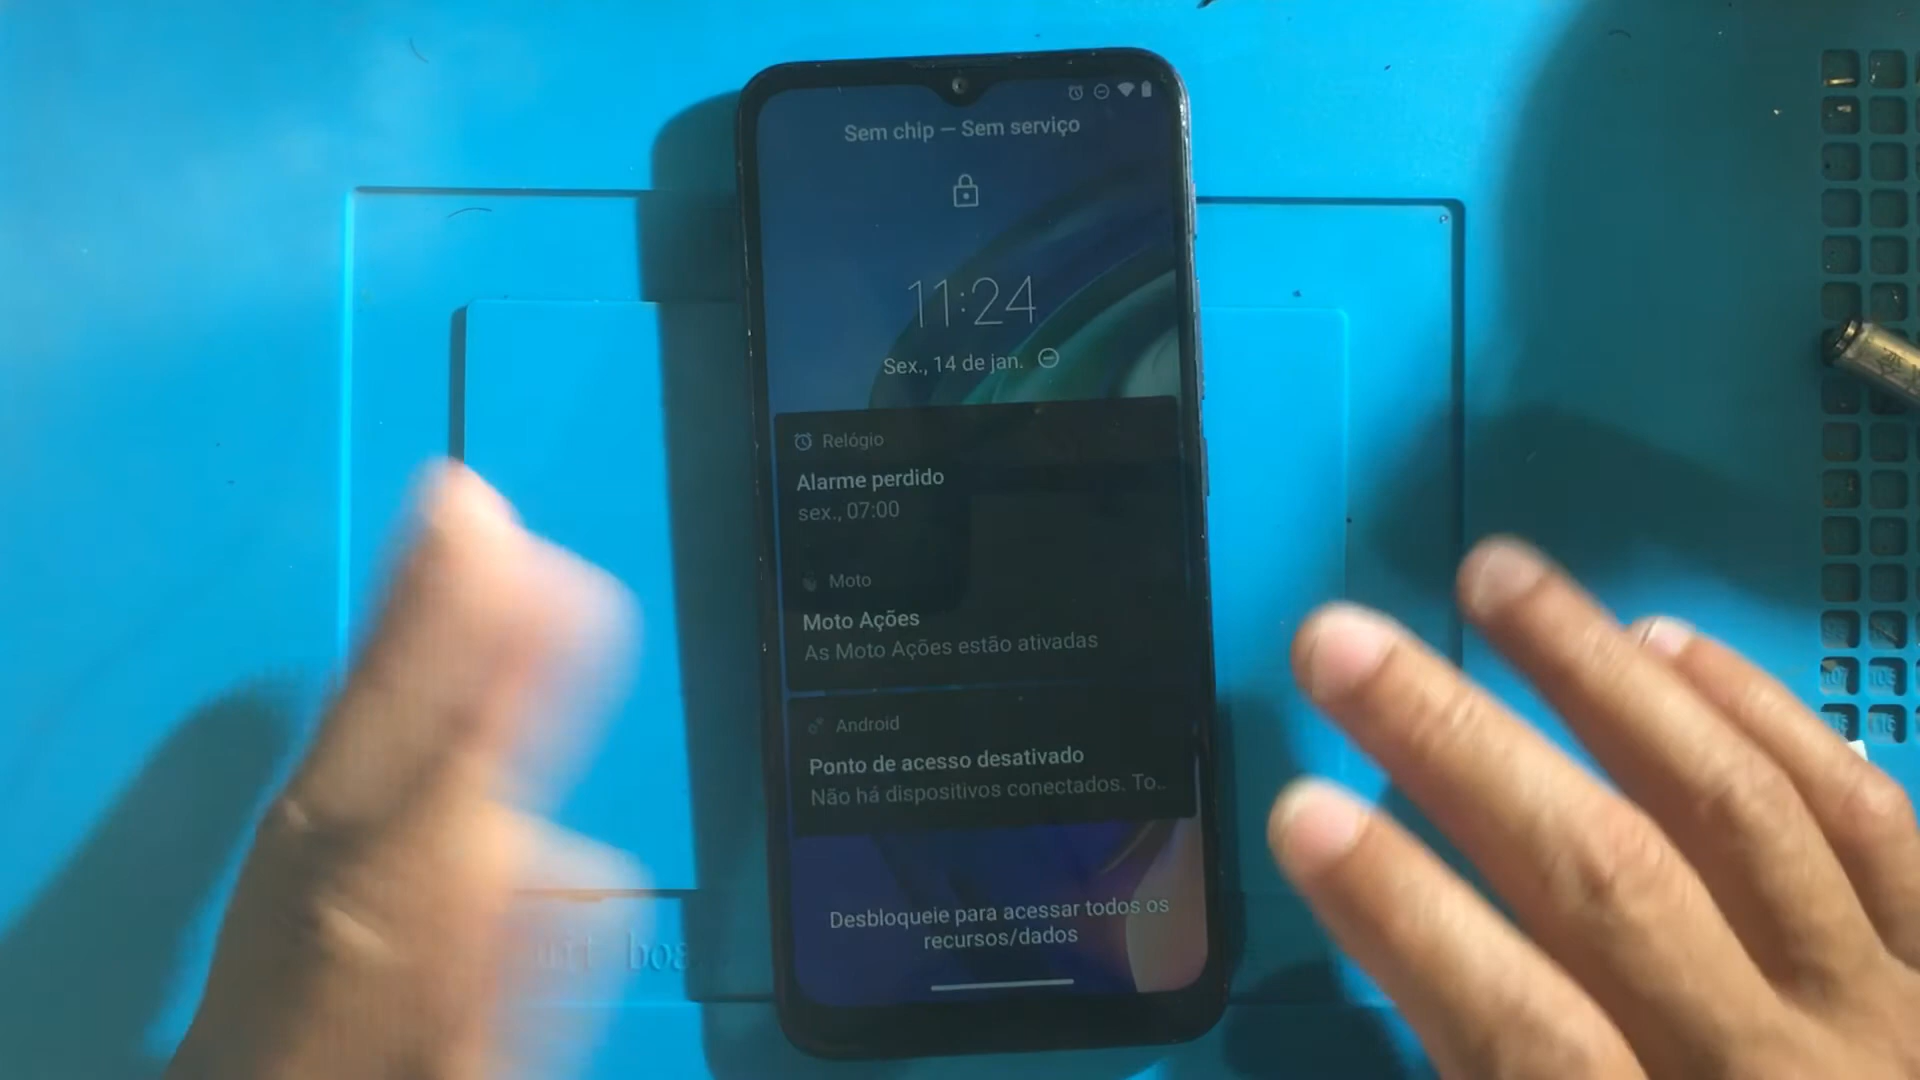 Sem chip — Sem serviço
11:24
Sex., 14 de jan.
Relógio
Alarme perdido
sex., 07:00
Moto
Moto Ações
As Moto Ações estão ativadas
Android
Ponto de acesso desativado
Não há dispositivos conectados. To..
Desbloqueie para acessar todos os
recursos/dados
107